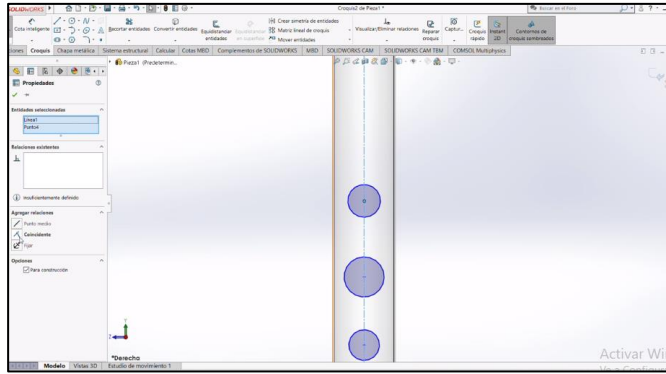 SOLIDWORKS
Croquis2 de Pieza1 *
Buscar en el Foro
Cota inteligente
Recortar entidades
Convertir entidades
Equidistanciar entidades
Crear simetría de entidades
Matriz lineal de croquis
Mover entidades
Visualizar/Eliminar relaciones
Reparar croquis
Captur...
Croquis rápido
Instant 2D
Contornos de croquis sombreados
Croquis
Chapa metálica
Sistema estructural
Calcular
Cotas MBD
Complementos de SOLIDWORKS
MBD
SOLIDWORKS CAM
SOLIDWORKS CAM TBM
COMSOL Multiphysics
Pieza1 (Predetermin...
Propiedades
Entidades seleccionadas
Línea1
Punto4
Relaciones existentes
Insuficientemente definido
Agregar relaciones
Punto medio
Coincidente
Fijar
Opciones
Para construcción
*Derecha
Activar Wi
Modelo
Vistas 3D
Estudio de movimiento 1